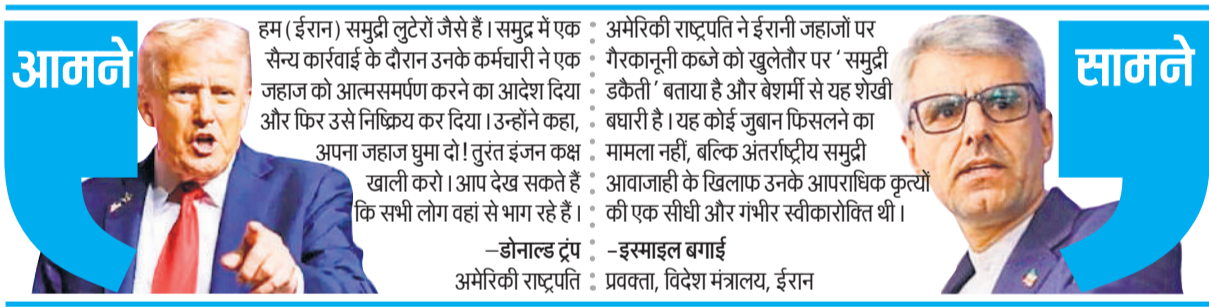 आमने
हम (ईरान) समुद्री लुटेरों जैसे हैं। समुद्र में एक
सैन्य कार्रवाई के दौरान उनके कर्मचारी ने एक
जहाज को आत्मसमर्पण करने का आदेश दिया
और फिर उसे निष्क्रिय कर दिया। उन्होंने कहा,
अपना जहाज घुमा दो! तुरंत इंजन कक्ष
खाली करो। आप देख सकते हैं
कि सभी लोग वहां से भाग रहे हैं।
–डोनाल्ड ट्रंप
अमेरिकी राष्ट्रपति
अमेरिकी राष्ट्रपति ने ईरानी जहाजों पर
गैरकानूनी कब्जे को खुलेतौर पर ‘ समुद्री
डकैती ’ बताया है और बेशर्मी से यह शेखी
बघारी है। यह कोई जुबान फिसलने का
मामला नहीं, बल्कि अंतर्राष्ट्रीय समुद्री
आवाजाही के खिलाफ उनके आपराधिक कृत्यों
की एक सीधी और गंभीर स्वीकारोक्ति थी।
–इस्माइल बगाई
प्रवक्ता, विदेश मंत्रालय, ईरान
सामने